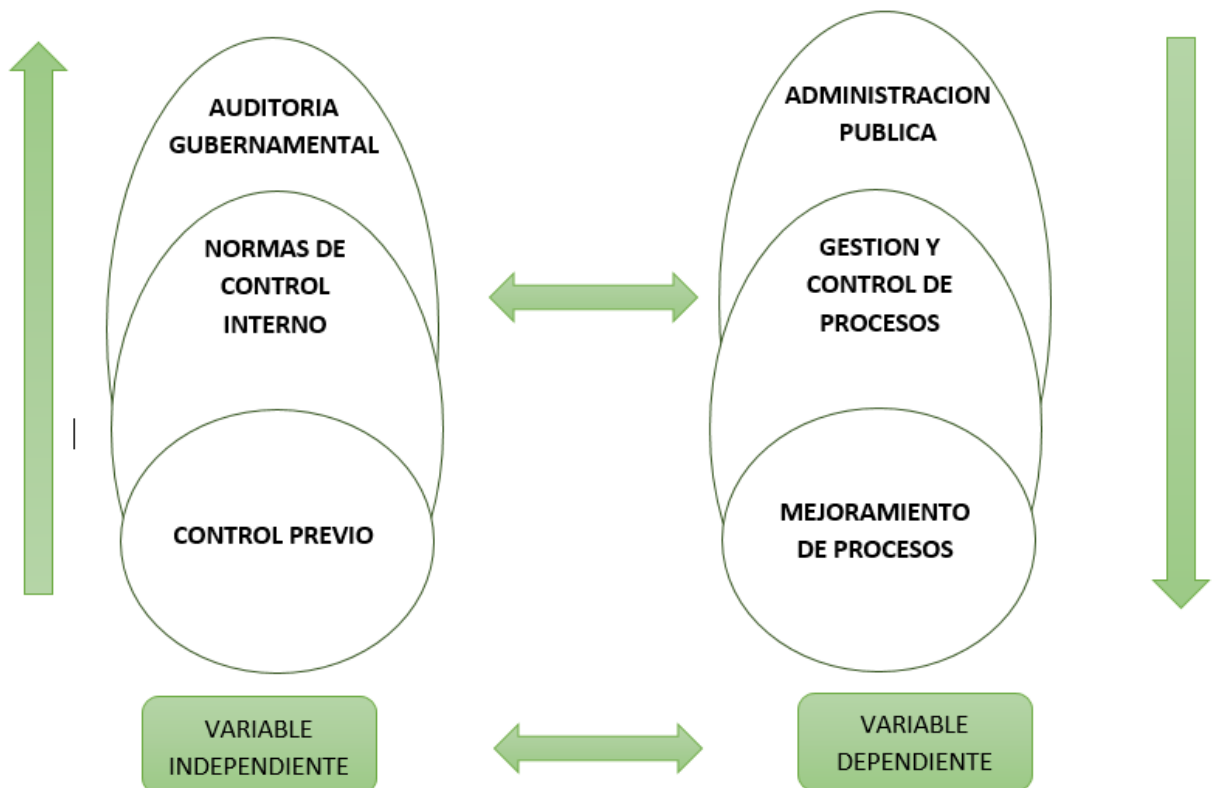 AUDITORIA
GUBERNAMENTAL
NORMAS DE
CONTROL
INTERNO
CONTROL PREVIO
VARIABLE
INDEPENDIENTE
ADMINISTRACION
PUBLICA
GESTION Y
CONTROL DE
PROCESOS
MEJORAMIENTO
DE PROCESOS
VARIABLE
DEPENDIENTE